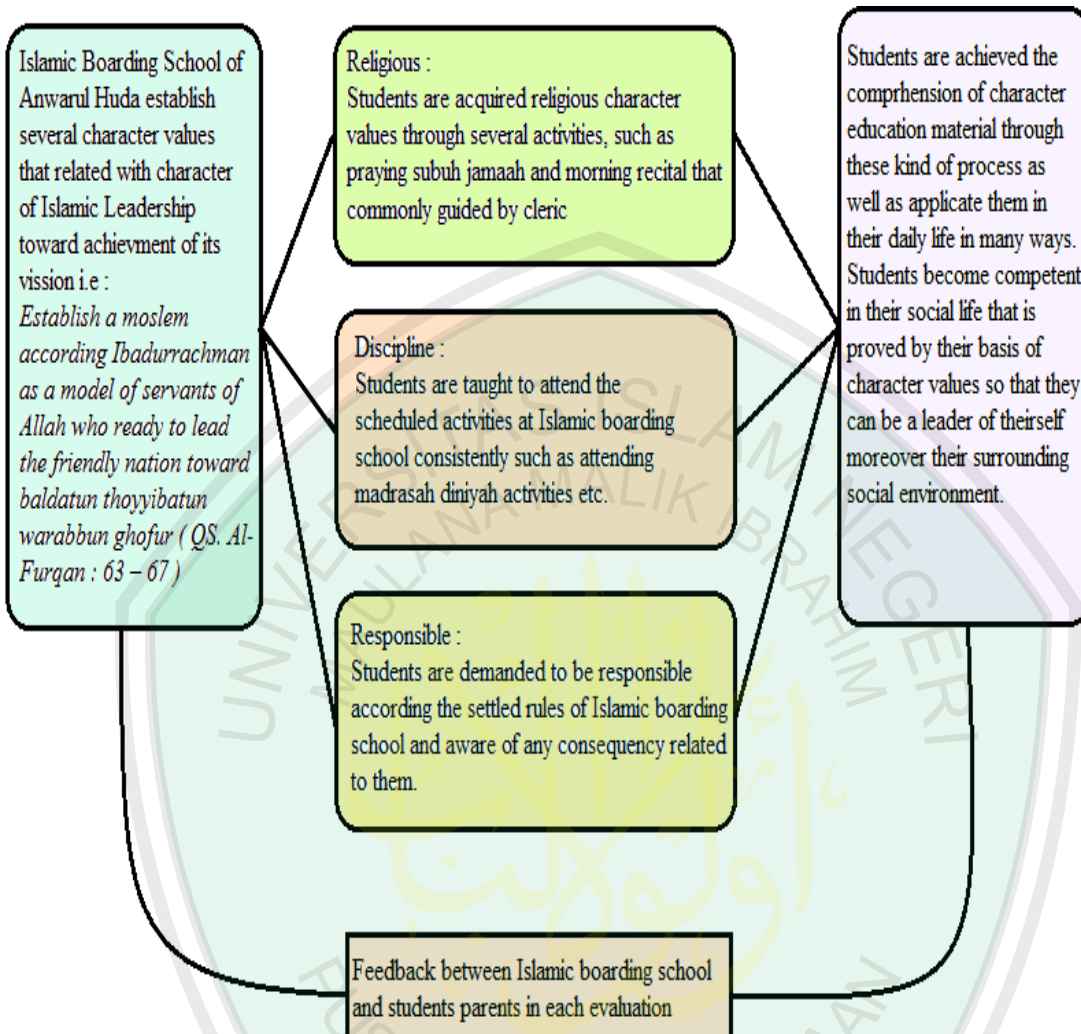 Islamic Boarding School of
Anwarul Huda establish
several character values
that related with character
of Islamic Leadership
toward achievment of its
vission i.e :
Establish a moslem
according Ibadurrachman
as a model of servants of
Allah who ready to lead
the friendly nation toward
baldatun thoyyibatun
warabbun ghofur ( QS. Al-
Furqan : 63 – 67 )
Religious :
Students are acquired religious character
values through several activities, such as
praying subuh jamaah and morning recital that
commonly guided by cleric
Discipline :
Students are taught to attend the
scheduled activities at Islamic boarding
school consistently such as attending
madrasah diniyah activities etc.
Responsible :
Students are demanded to be responsible
according the settled rules of Islamic boarding
school and aware of any consequency related
to them.
Students are achieved the
comprhension of character
education material through
these kind of process as
well as applicate them in
their daily life in many ways.
Students become competent
in their social life that is
proved by their basis of
character values so that they
can be a leader of theirself
moreover their surrounding
social environment.
Feedback between Islamic boarding school
and students parents in each evaluation
UNIVERSITAS ISLAM NEGERI
MAULANA MALIK IBRAHIM